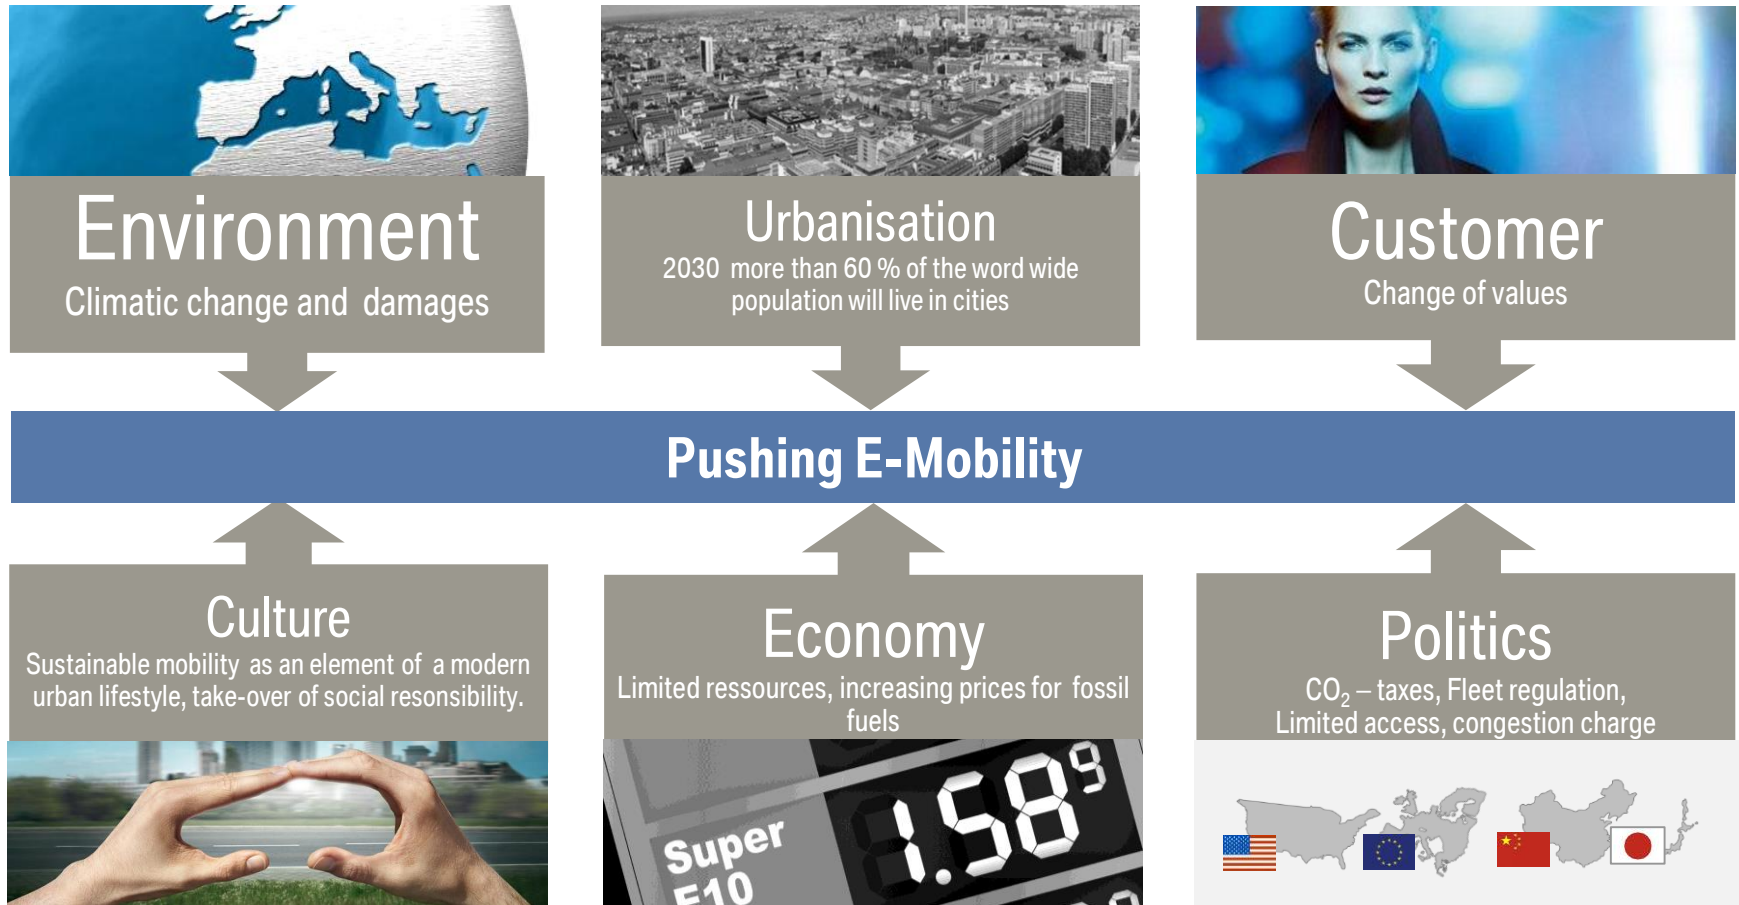 Environment
Climatic change and damages
Urbanisation
2030 more than 60 % of the word wide
population will live in cities
Customer
Change of values
Pushing E-Mobility
Culture
Sustainable mobility as an element of a modern
urban lifestyle, take-over of social resonsibility.
Economy
Limited ressources, increasing prices for fossil
fuels
Politics
CO₂ – taxes, Fleet regulation,
Limited access, congestion charge
Super 1.58⁹
E10